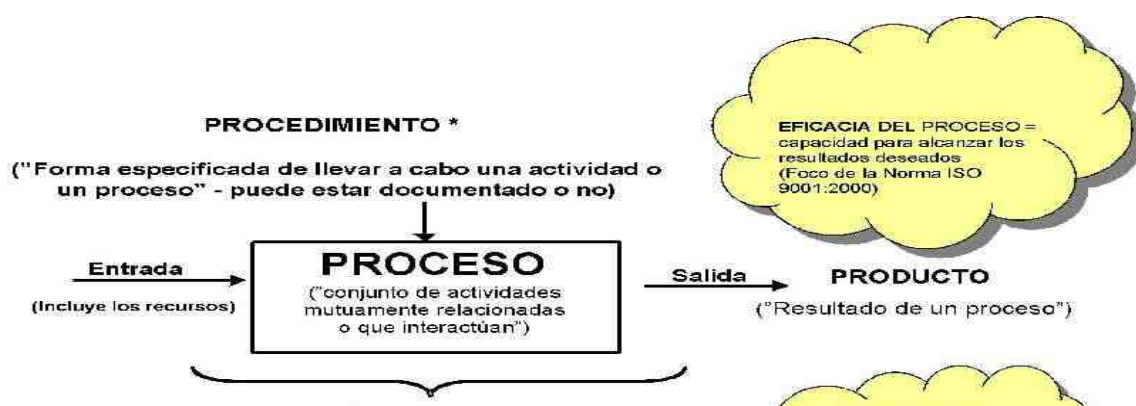 PROCEDIMIENTO *
("Forma especificada de llevar a cabo una actividad o
un proceso" - puede estar documentado o no)
EFICACIA DEL PROCESO =
capacidad para alcanzar los
resultados deseados
(Foco de la Norma ISO
9001:2000)
Entrada
(Incluye los recursos)
PROCESO
("conjunto de actividades
mutuamente relacionadas
o que interactúan")
Salida
PRODUCTO
("Resultado de un proceso")